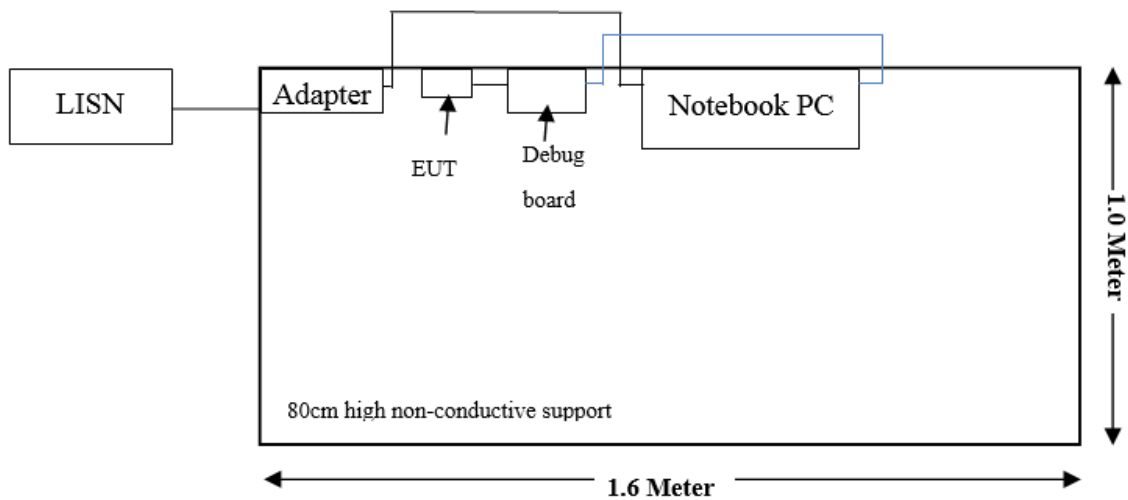 LISN
Adapter
Notebook PC
EUT
Debug
board
1.0 Meter
80cm high non-conductive support
1.6 Meter